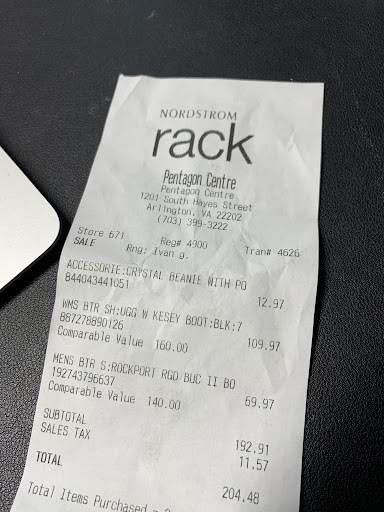 NORDSTROM
rack
Pentagon Centre
Pentagon Centre
1201 South Hayes Street
Arlington, VA 22202
(703) 399-3222
Store 671 Reg# 4900 Tran# 4626
SALE Rng: Ivan g.
ACCESSORIE:CRYSTAL BEANIE WITH PO
844043441051 12.97
WMS BTR SH:UGG W KESEY BOOT:BLK:7
887278890126 109.97
Comparable Value 160.00
MENS BTR S:ROCKPORT RGD BUC II BO
192743796637 69.97
Comparable Value 140.00
SUBTOTAL 192.91
SALES TAX 11.57
TOTAL 204.48
Total Items Purchased =